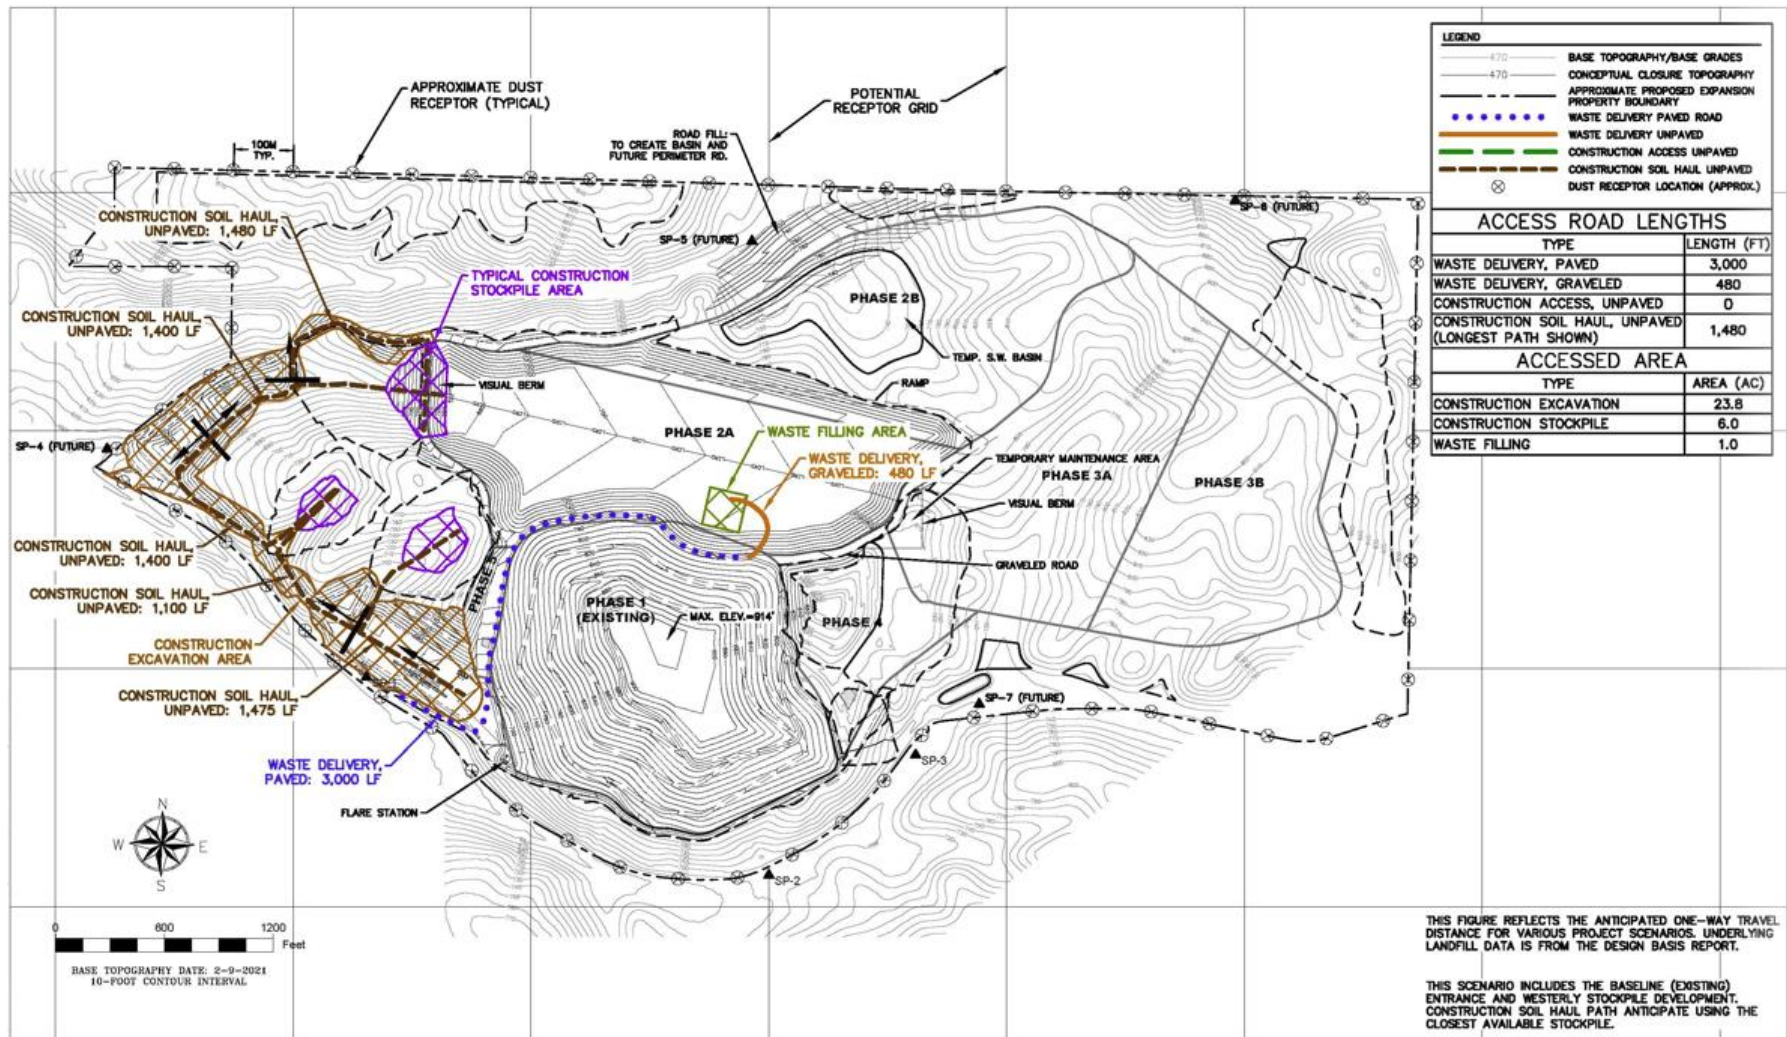 APPROXIMATE DUST
RECEPTOR (TYPICAL)
POTENTIAL
RECEPTOR GRID
100M
TYP.
ROAD FILL:
TO CREATE BASIN AND
FUTURE PERIMETER RD.
CONSTRUCTION SOIL HAUL,
UNPAVED: 1,480 LF
SP-5 (FUTURE)
SP-6 (FUTURE)
TYPICAL CONSTRUCTION
STOCKPILE AREA
PHASE 2B
CONSTRUCTION SOIL HAUL,
UNPAVED: 1,400 LF
TEMP. S.W. BASIN
VISUAL BERM
RAMP
PHASE 2A
WASTE FILLING AREA
SP-4 (FUTURE)
WASTE DELIVERY,
GRAVELED: 480 LF
TEMPORARY MAINTENANCE AREA
PHASE 3A
PHASE 3B
VISUAL BERM
CONSTRUCTION SOIL HAUL,
UNPAVED: 1,400 LF
GRAVELED ROAD
CONSTRUCTION SOIL HAUL,
UNPAVED: 1,100 LF
PHASE 5
PHASE 1
(EXISTING)
MAX. ELEV.=914'
PHASE 4
CONSTRUCTION
EXCAVATION AREA
CONSTRUCTION SOIL HAUL,
UNPAVED: 1,475 LF
SP-7 (FUTURE)
WASTE DELIVERY,
PAVED: 3,000 LF
SP-3
FLARE STATION
SP-2
N
W E
S
0 600 1200
Feet
BASE TOPOGRAPHY DATE: 2-9-2021
10-FOOT CONTOUR INTERVAL
LEGEND
470 BASE TOPOGRAPHY/BASE GRADES
470 CONCEPTUAL CLOSURE TOPOGRAPHY
APPROXIMATE PROPOSED EXPANSION
PROPERTY BOUNDARY
WASTE DELIVERY PAVED ROAD
WASTE DELIVERY UNPAVED
CONSTRUCTION ACCESS UNPAVED
CONSTRUCTION SOIL HAUL UNPAVED
DUST RECEPTOR LOCATION (APPROX.)
ACCESS ROAD LENGTHS
TYPE LENGTH (FT)
WASTE DELIVERY, PAVED 3,000
WASTE DELIVERY, GRAVELED 480
CONSTRUCTION ACCESS, UNPAVED 0
CONSTRUCTION SOIL HAUL, UNPAVED
(LONGEST PATH SHOWN) 1,480
ACCESSED AREA
TYPE AREA (AC)
CONSTRUCTION EXCAVATION 23.8
CONSTRUCTION STOCKPILE 6.0
WASTE FILLING 1.0
THIS FIGURE REFLECTS THE ANTICIPATED ONE-WAY TRAVEL
DISTANCE FOR VARIOUS PROJECT SCENARIOS. UNDERLYING
LANDFILL DATA IS FROM THE DESIGN BASIS REPORT.
THIS SCENARIO INCLUDES THE BASELINE (EXISTING)
ENTRANCE AND WESTERLY STOCKPILE DEVELOPMENT.
CONSTRUCTION SOIL HAUL PATH ANTICIPATE USING THE
CLOSEST AVAILABLE STOCKPILE.